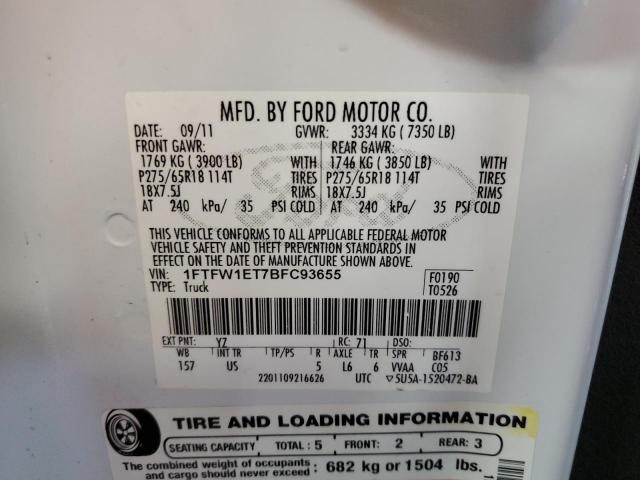 MFD. BY FORD MOTOR CO.
DATE: 09/11 GVWR: 3334 KG ( 7350 LB)
FRONT GAWR: REAR GAWR:
1769 KG ( 3900 LB) WITH 1746 KG ( 3850 LB) WITH
P275/65R18 114T TIRES P275/65R18 114T TIRES
18X7.5J RIMS 18X7.5J RIMS
AT 240 kPa/ 35 PSI COLD AT 240 kPa/ 35 PSI COLD
THIS VEHICLE CONFORMS TO ALL APPLICABLE FEDERAL MOTOR
VEHICLE SAFETY AND THEFT PREVENTION STANDARDS IN
EFFECT ON THE DATE OF MANUFACTURE SHOWN ABOVE.
VIN: 1FTFW1ET7BFC93655 F0190
TYPE: Truck T0526
EXT PNT: YZ RC: 71 DSO:
WB INT TR TP/PS R AXLE TR SPR BF613
157 US 5 L6 6 VVAA C05
2201109216626 UTC ▽5U5A-1520472-BA
TIRE AND LOADING INFORMATION
SEATING CAPACITY TOTAL: 5 FRONT: 2 REAR: 3
The combined weight of occupants
and cargo should never exceed: 682 kg or 1504 lbs.